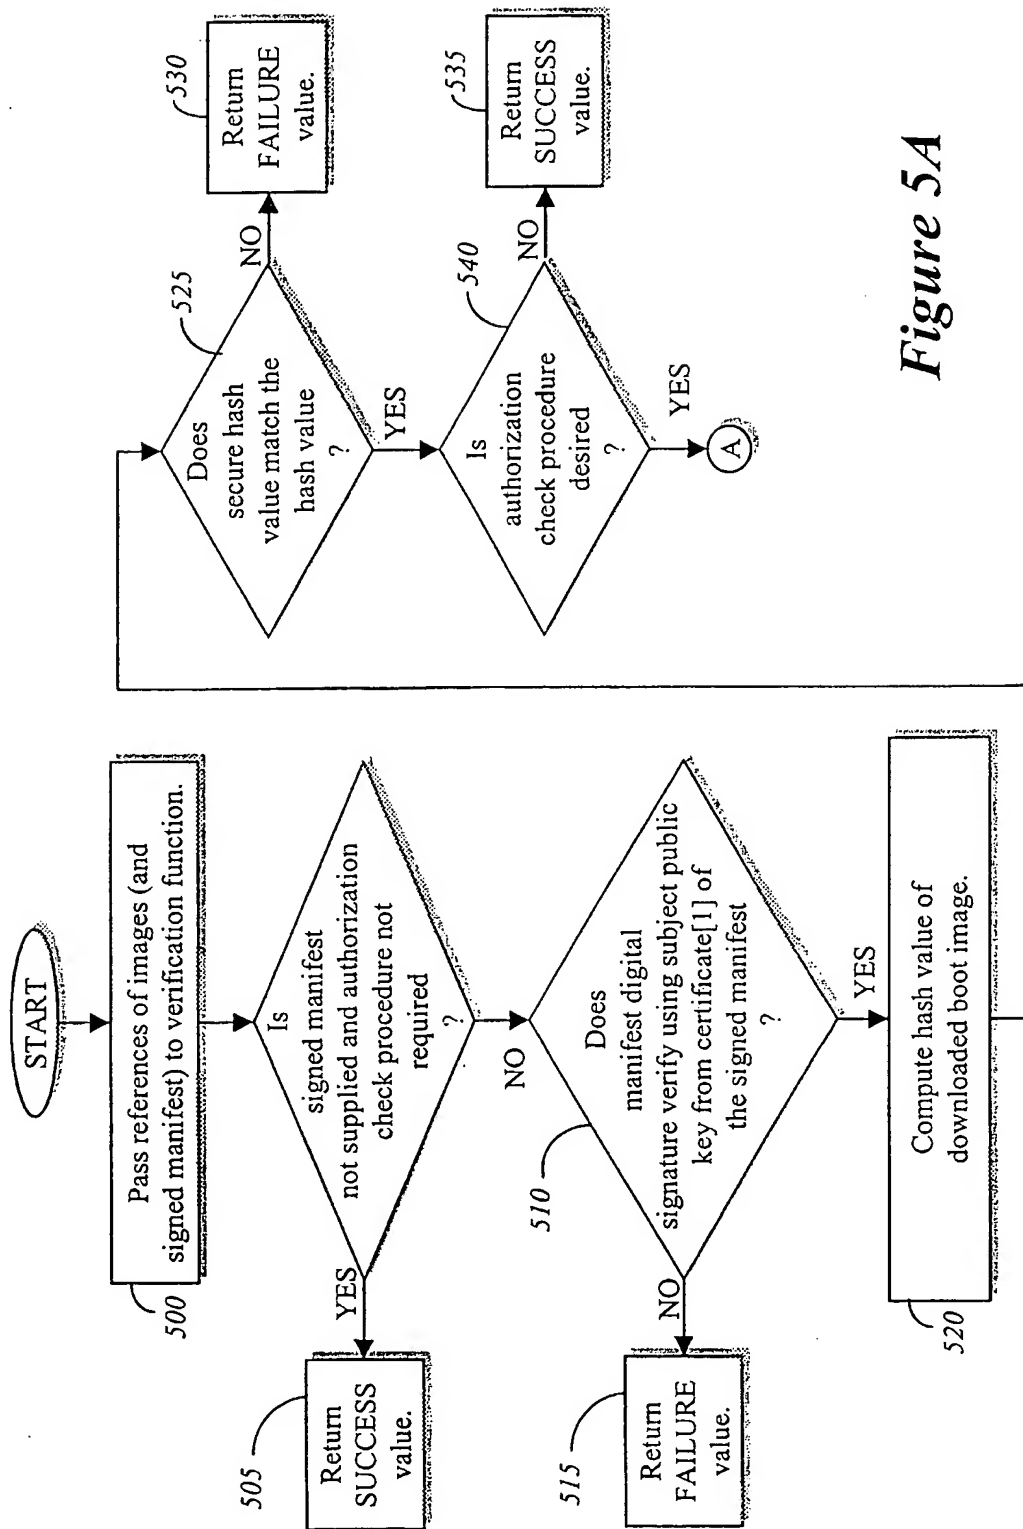 START
Pass references of images (and
signed manifest) to verification function.
500
Is
signed manifest
not supplied and authorization
check procedure not
required
?
YES
NO
Return
SUCCESS
value.
505
Does
manifest digital
signature verify using subject public
key from certificate[1] of
the signed manifest
?
510
NO
YES
Return
FAILURE
value.
515
Compute hash value of
downloaded boot image.
520
Does
secure hash
value match the
hash value
?
525
NO
YES
Return
FAILURE
value.
530
Is
authorization
check procedure
desired
?
540
NO
YES
Return
SUCCESS
value.
535
A
Figure 5A